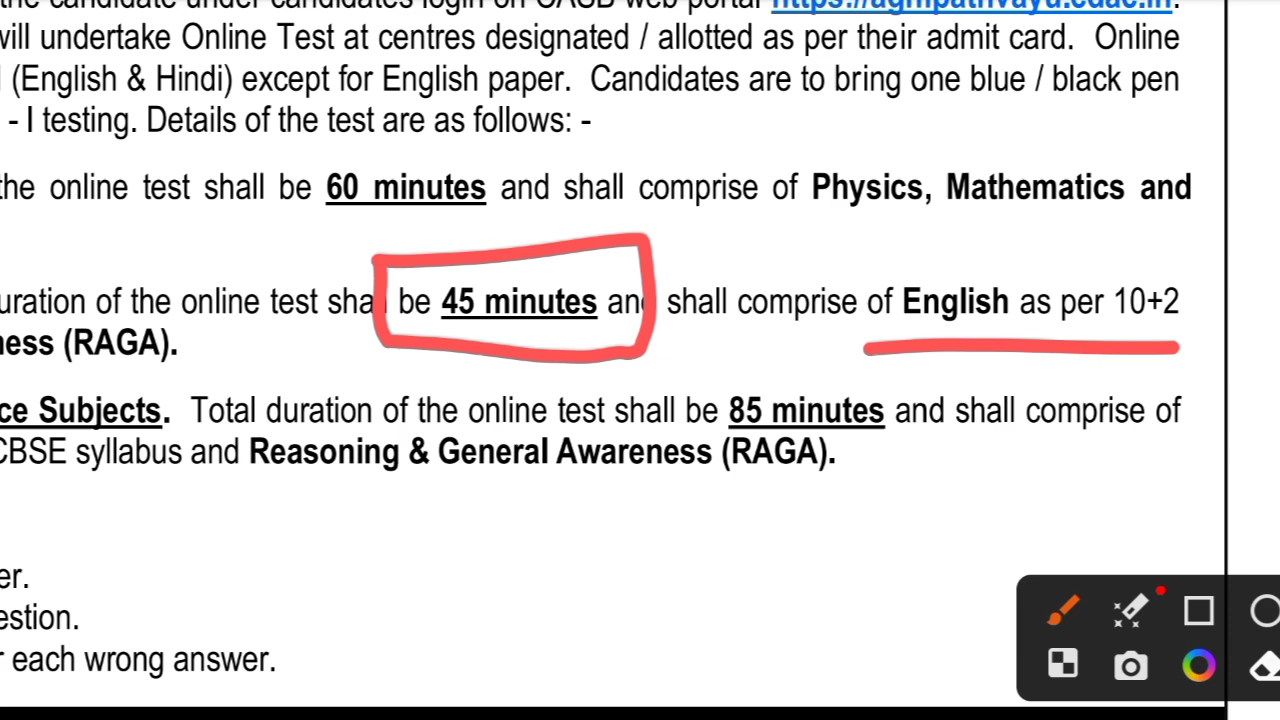 the candidate under candidates login on CASB web portal https://agnipathvayu.cdac.in.
will undertake Online Test at centres designated / allotted as per their admit card. Online
(English & Hindi) except for English paper. Candidates are to bring one blue / black pen
- I testing. Details of the test are as follows: -
the online test shall be 60 minutes and shall comprise of Physics, Mathematics and
uration of the online test shall be 45 minutes and shall comprise of English as per 10+2
ness (RAGA).
ce Subjects. Total duration of the online test shall be 85 minutes and shall comprise of
CBSE syllabus and Reasoning & General Awareness (RAGA).
er.
estion.
r each wrong answer.